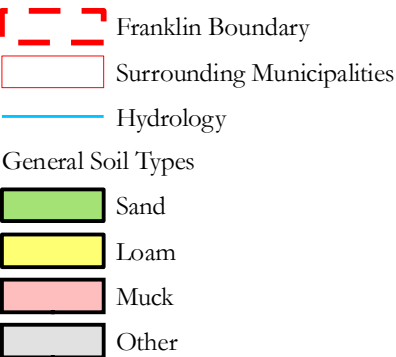 Franklin Boundary
Surrounding Municipalities
Hydrology
General Soil Types
Sand
Loam
Muck
Other